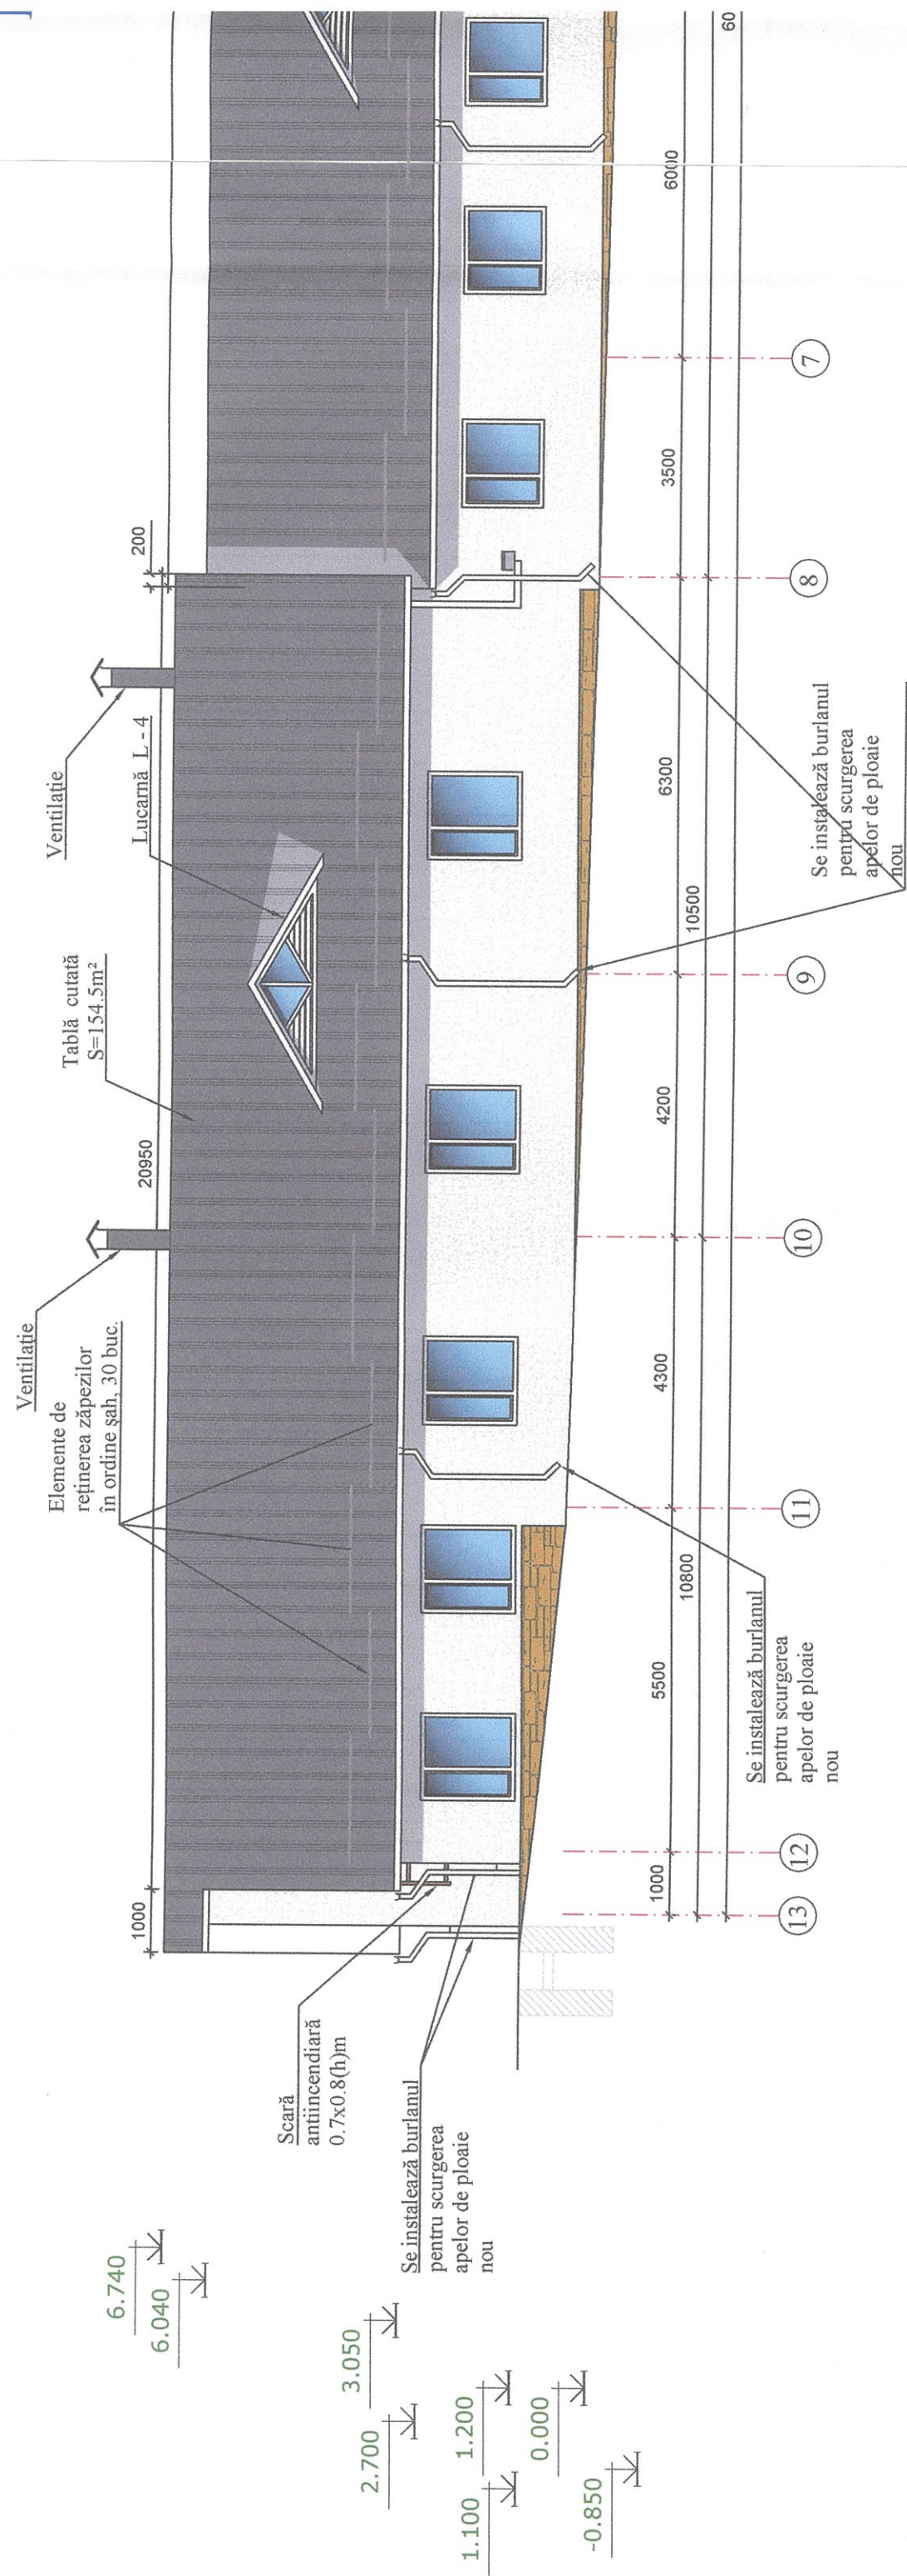 6.740
6.040
3.050
2.700
1.200
1.100
0.000
-0.850
Ventilație
Elemente de
reținerea zăpezilor
în ordine șah, 30 buc.
Tablă cutată
S=154.5m²
Ventilație
Lucarnă L - 4
1000
20950
200
Scară
antiincendiară
0.7x0.8(h)m
Se instalează burlanul
pentru scurgerea
apelor de ploaie
nou
Se instalează burlanul
pentru scurgerea
apelor de ploaie
nou
Se instalează burlanul
pentru scurgerea
apelor de ploaie
nou
1000
5500
4300
4200
6300
3500
6000
10800
10500
60
13
12
11
10
9
8
7